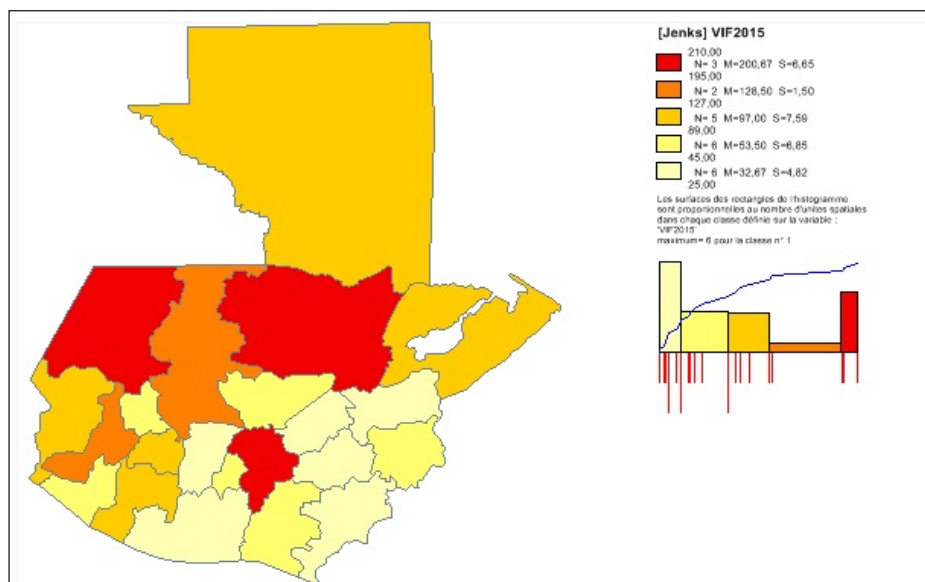 [Jenks] VIF2015
210,00
N= 3 M=200,67 S=6,65
195,00
N= 2 M=128,50 S=1,50
127,00
N= 5 M=97,00 S=7,59
89,00
N= 6 M=53,50 S=6,85
45,00
N= 6 M=32,67 S=4,82
25,00
Les surfaces des rectangles de l'histogramme
sont proportionnelles au nombre d'unites spatiales
dans chaque classe définie sur la variable :
'VIF2015'
maximum= 6 pour la classe n° 1